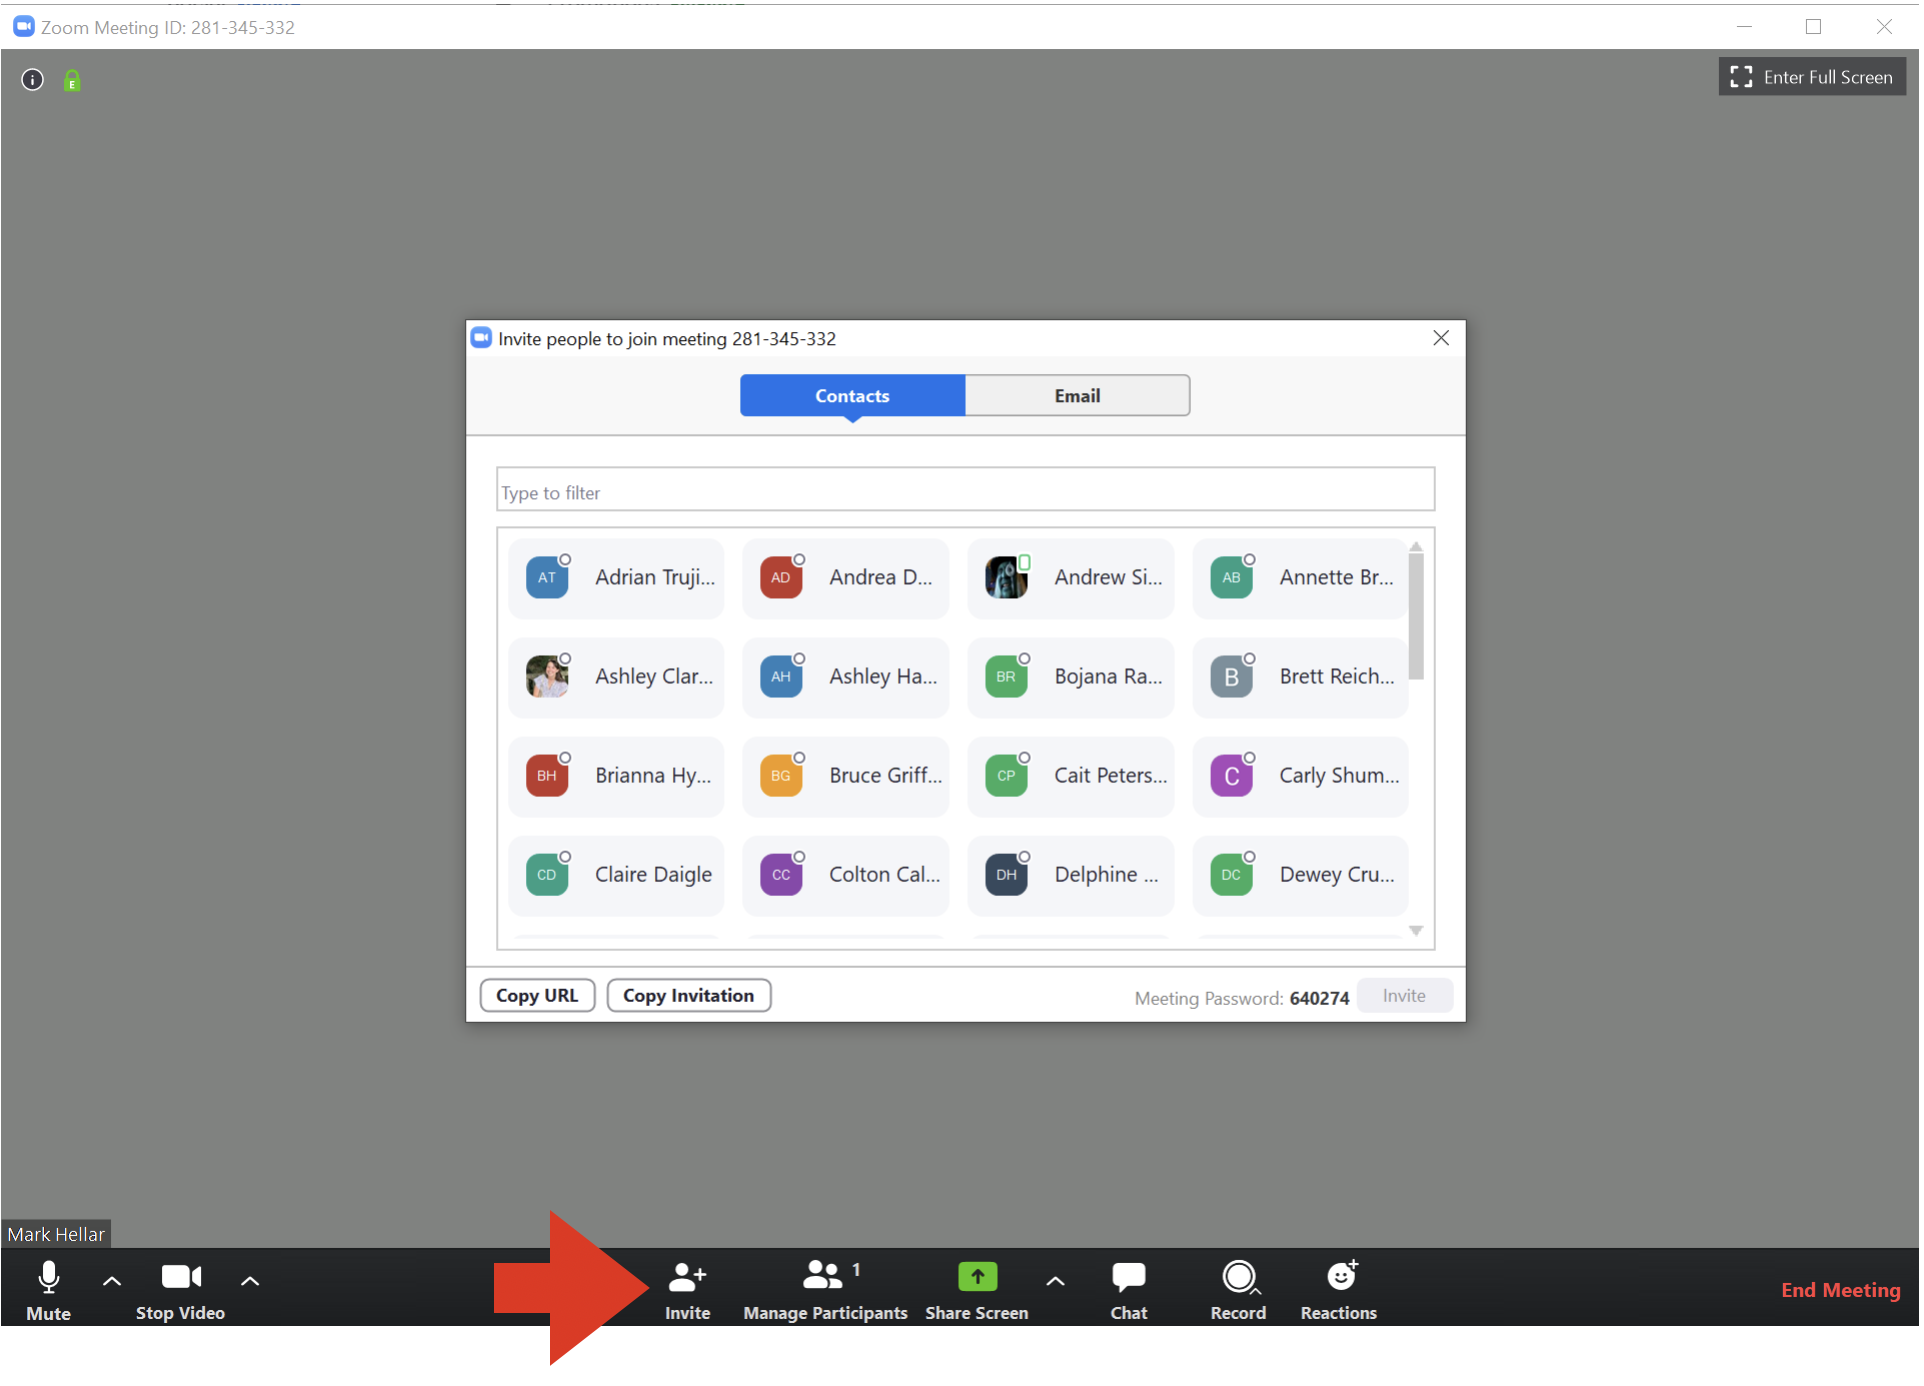 Zoom Meeting ID: 281-345-332
Enter Full Screen
Invite people to join meeting 281-345-332
Contacts
Email
Type to filter
AT Adrian Truji...
AD Andrea D...
Andrew Si...
AB Annette Br...
Ashley Clar...
AH Ashley Ha...
BR Bojana Ra...
B Brett Reich...
BH Brianna Hy...
BG Bruce Griff...
CP Cait Peters...
C Carly Shum...
CD Claire Daigle
CC Colton Cal...
DH Delphine ...
DC Dewey Cru...
Copy URL
Copy Invitation
Meeting Password: 640274
Invite
Mark Hellar
Mute
Stop Video
Invite
1
Manage Participants
Share Screen
Chat
Record
Reactions
End Meeting